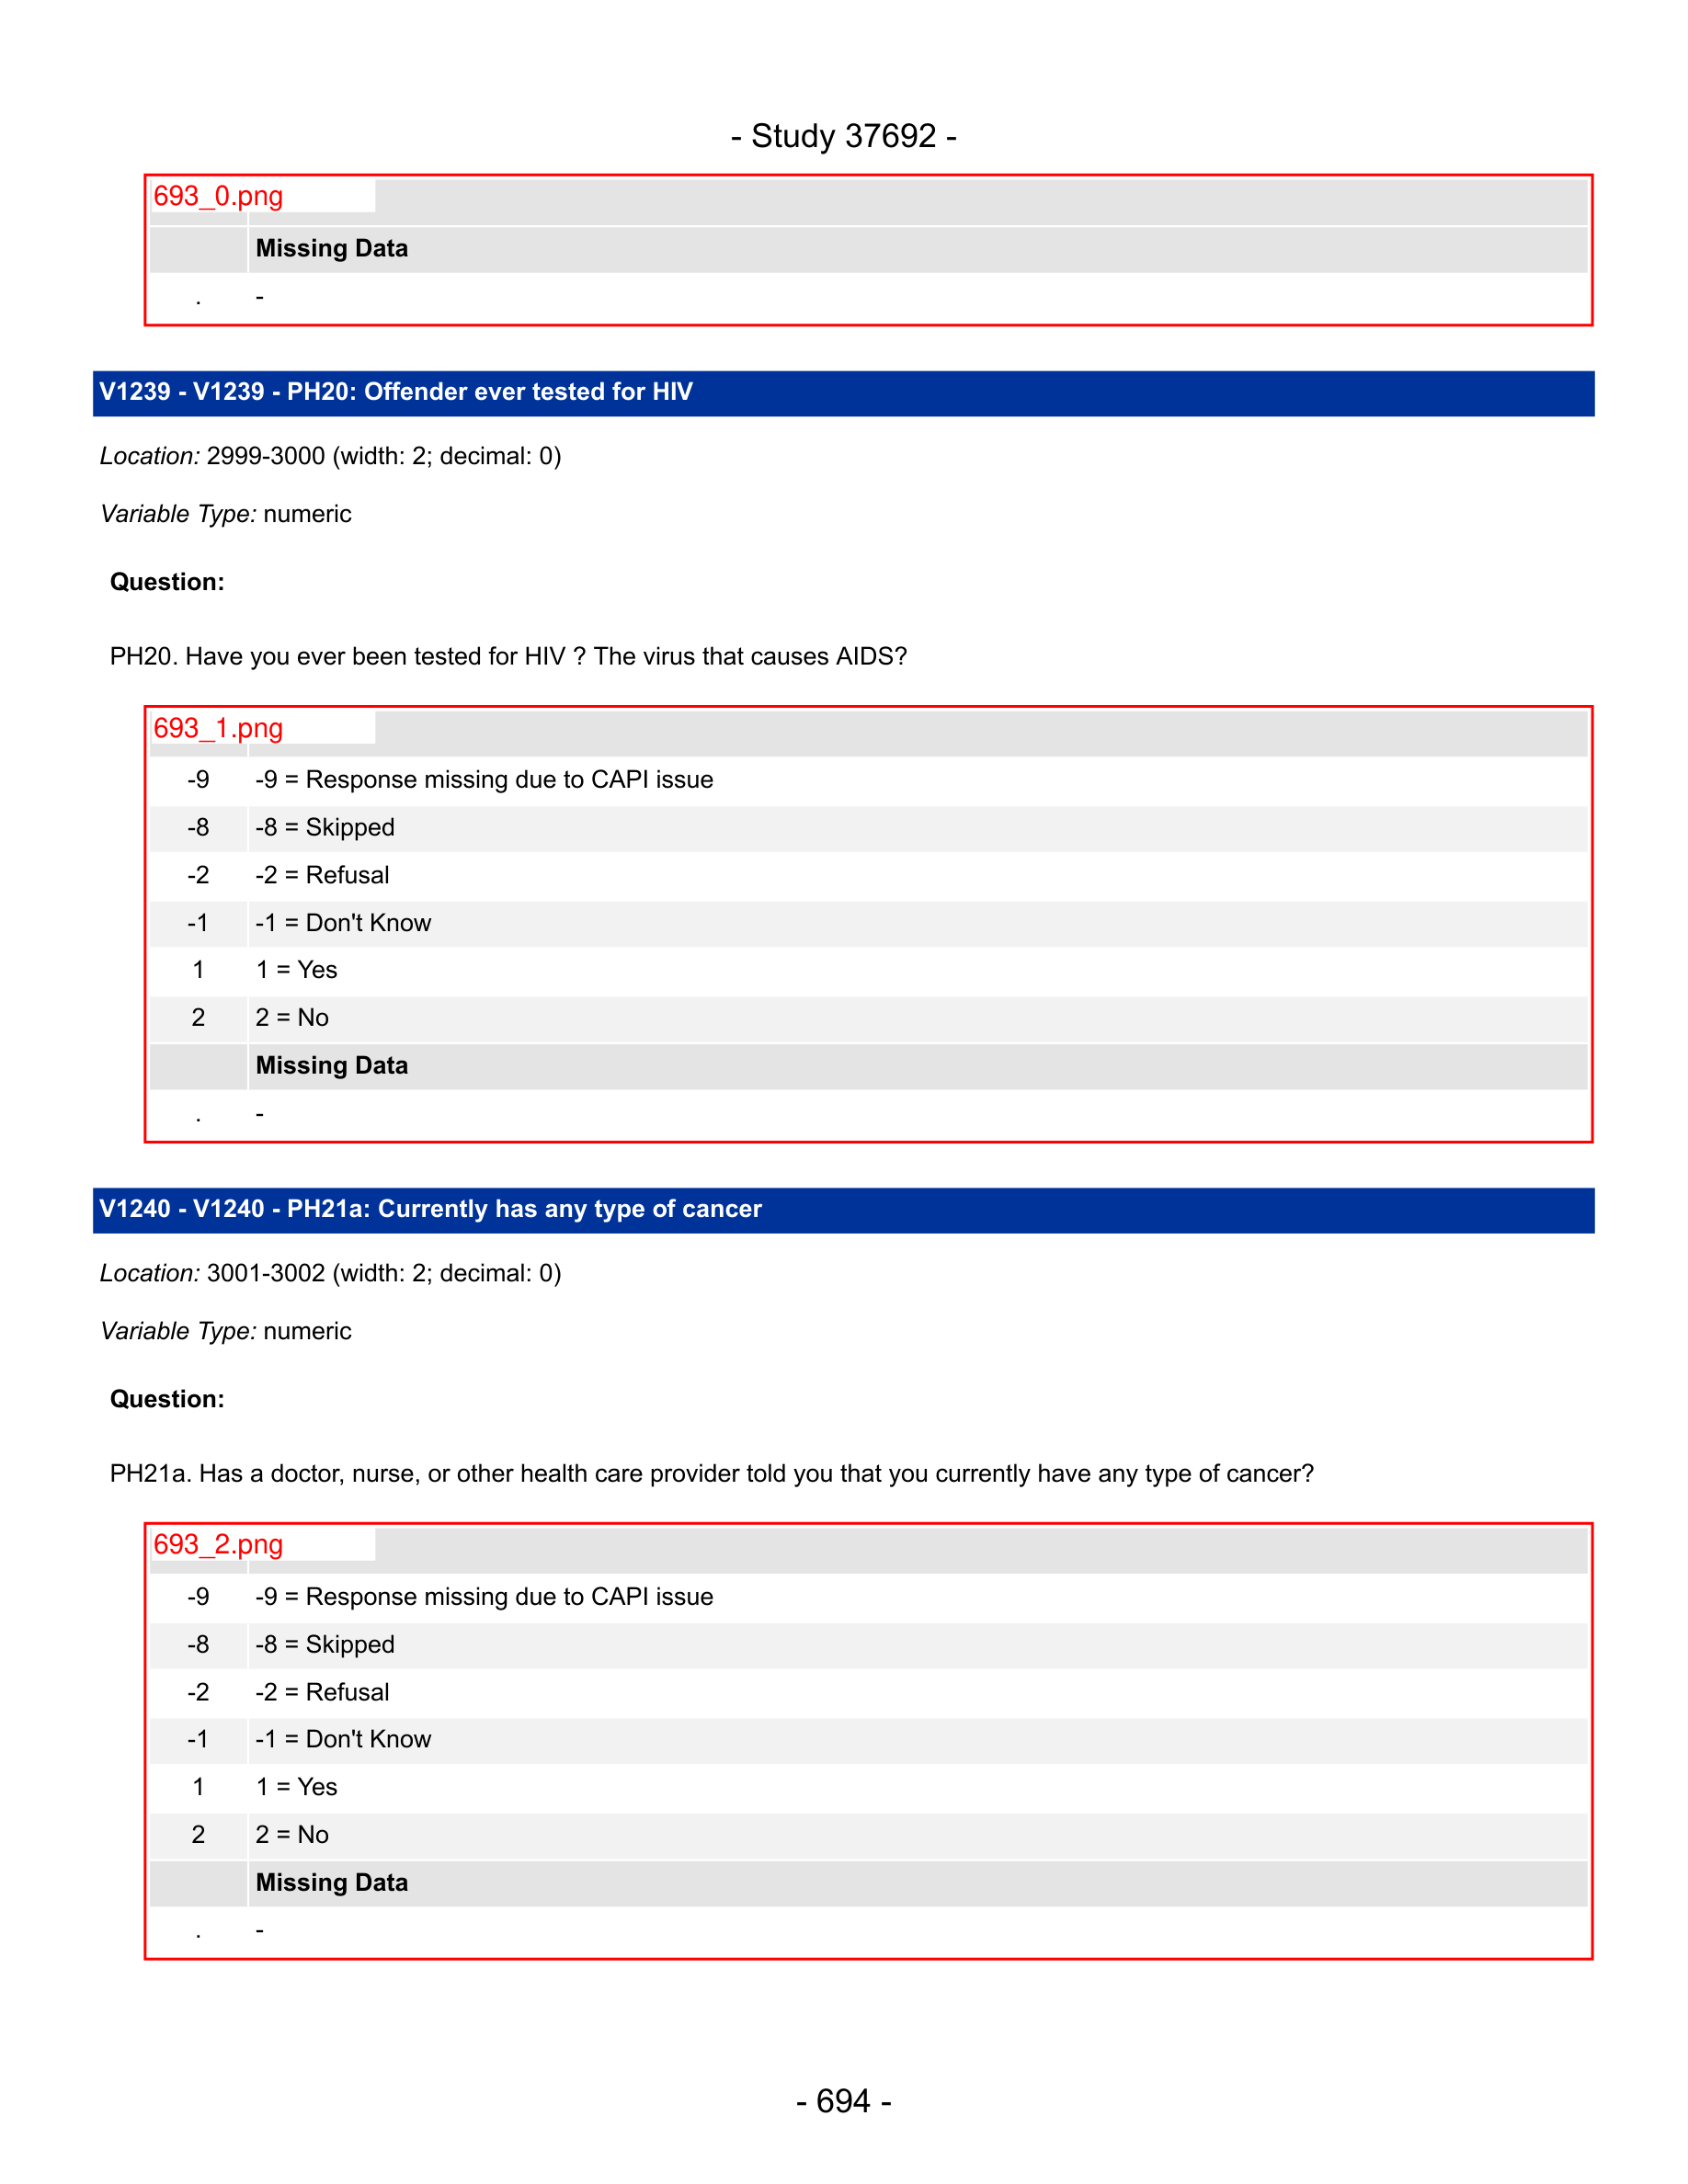 - Study 37692 -
693_0.png
Missing Data
. -
V1239 - V1239 - PH20: Offender ever tested for HIV
Location: 2999-3000 (width: 2; decimal: 0)
Variable Type: numeric
Question:
PH20. Have you ever been tested for HIV ? The virus that causes AIDS?
693_1.png
-9 -9 = Response missing due to CAPI issue
-8 -8 = Skipped
-2 -2 = Refusal
-1 -1 = Don't Know
1 1 = Yes
2 2 = No
Missing Data
. -
V1240 - V1240 - PH21a: Currently has any type of cancer
Location: 3001-3002 (width: 2; decimal: 0)
Variable Type: numeric
Question:
PH21a. Has a doctor, nurse, or other health care provider told you that you currently have any type of cancer?
693_2.png
-9 -9 = Response missing due to CAPI issue
-8 -8 = Skipped
-2 -2 = Refusal
-1 -1 = Don't Know
1 1 = Yes
2 2 = No
Missing Data
. -
- 694 -